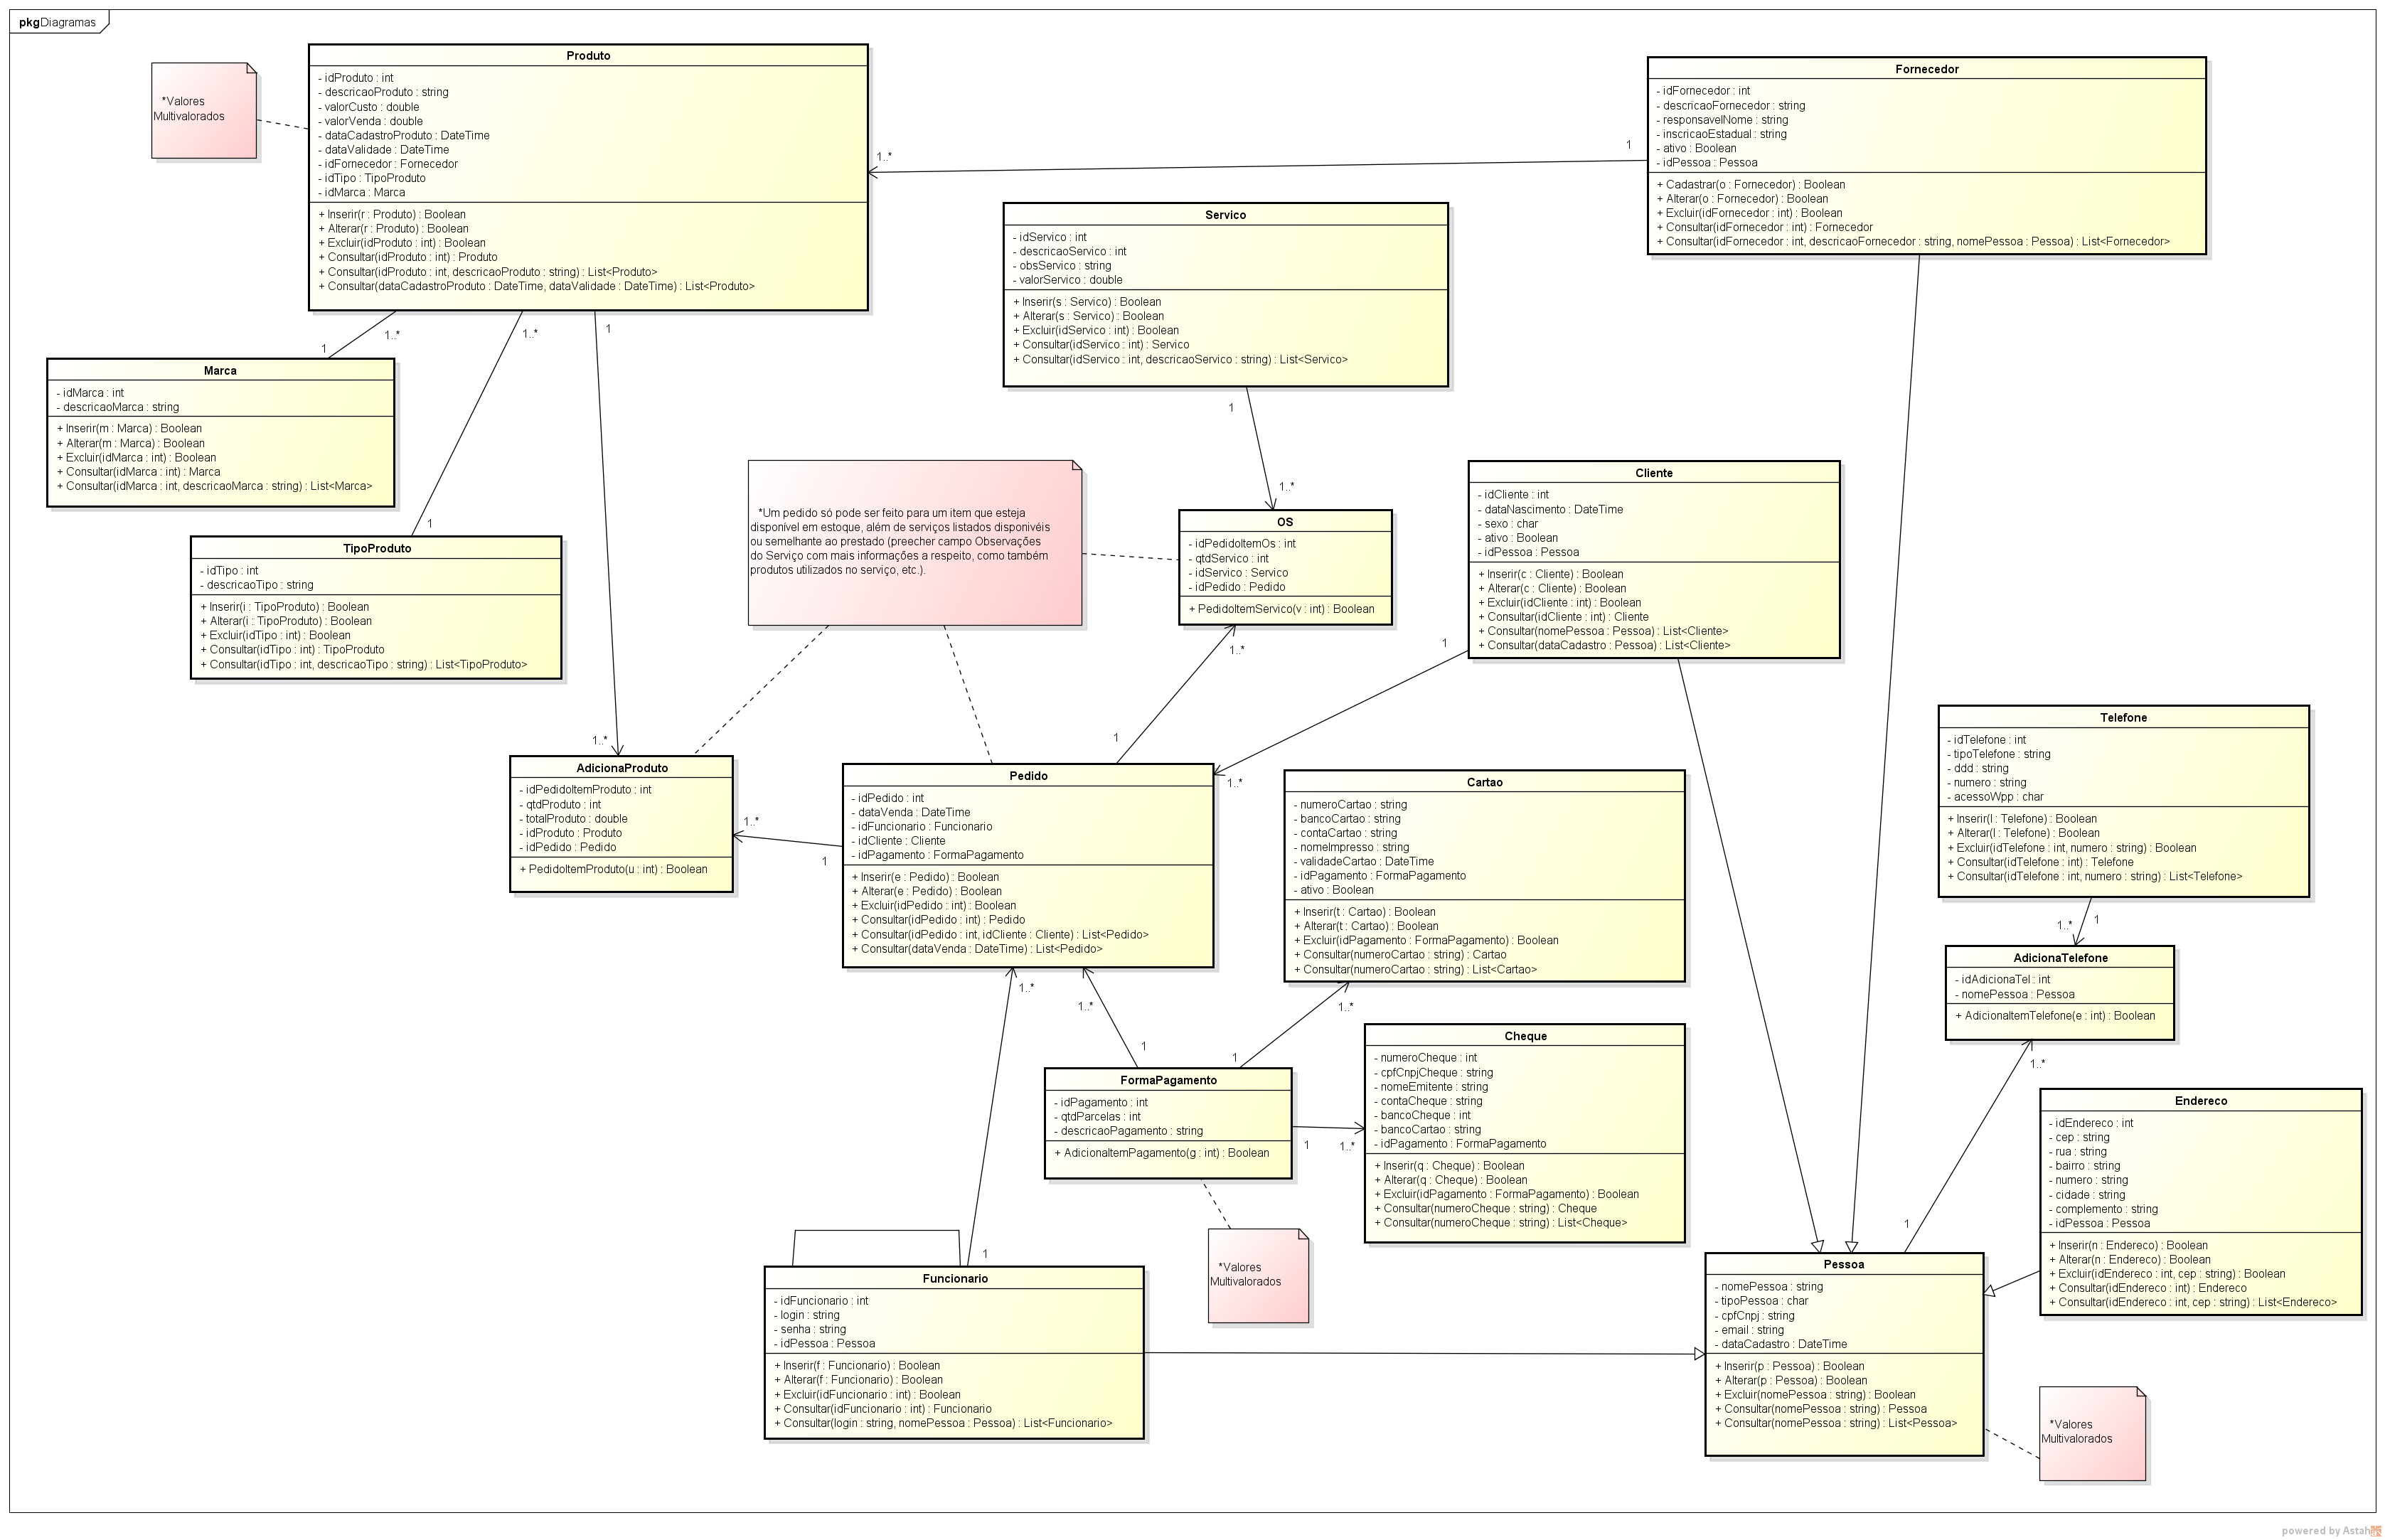 pkg Diagramas
*Valores
Multivalorados
Produto
- idProduto : int
- descricaoProduto : string
- valorCusto : double
- valorVenda : double
- dataCadastroProduto : DateTime
- dataValidade : DateTime
- idFornecedor : Fornecedor
- idTipo : TipoProduto
- idMarca : Marca
+ Inserir(r : Produto) : Boolean
+ Alterar(r : Produto) : Boolean
+ Excluir(idProduto : int) : Boolean
+ Consultar(idProduto : int) : Produto
+ Consultar(idProduto : int, descricaoProduto : string) : List<Produto>
+ Consultar(dataCadastroProduto : DateTime, dataValidade : DateTime) : List<Produto>
1..*
1
Fornecedor
- idFornecedor : int
- descricaoFornecedor : string
- responsavelNome : string
- inscricaoEstadual : string
- ativo : Boolean
- idPessoa : Pessoa
+ Cadastrar(o : Fornecedor) : Boolean
+ Alterar(o : Fornecedor) : Boolean
+ Excluir(idFornecedor : int) : Boolean
+ Consultar(idFornecedor : int) : Fornecedor
+ Consultar(idFornecedor : int, descricaoFornecedor : string, nomePessoa : Pessoa) : List<Fornecedor>
Servico
- idServico : int
- descricaoServico : int
- obsServico : string
- valorServico : double
+ Inserir(s : Servico) : Boolean
+ Alterar(s : Servico) : Boolean
+ Excluir(idServico : int) : Boolean
+ Consultar(idServico : int) : Servico
+ Consultar(idServico : int, descricaoServico : string) : List<Servico>
1..*
1
1..*
1
1
1..*
Marca
- idMarca : int
- descricaoMarca : string
+ Inserir(m : Marca) : Boolean
+ Alterar(m : Marca) : Boolean
+ Excluir(idMarca : int) : Boolean
+ Consultar(idMarca : int) : Marca
+ Consultar(idMarca : int, descricaoMarca : string) : List<Marca>
TipoProduto
- idTipo : int
- descricaoTipo : string
+ Inserir(i : TipoProduto) : Boolean
+ Alterar(i : TipoProduto) : Boolean
+ Excluir(idTipo : int) : Boolean
+ Consultar(idTipo : int) : TipoProduto
+ Consultar(idTipo : int, descricaoTipo : string) : List<TipoProduto>
*Um pedido só pode ser feito para um item que esteja
disponível em estoque, além de serviços listados disponivéis
ou semelhante ao prestado (preecher campo Observações
do Serviço com mais informações a respeito, como também
produtos utilizados no serviço, etc.).
1
1..*
OS
- idPedidoItemOs : int
- qtdServico : int
- idServico : Servico
- idPedido : Pedido
+ PedidoItemServico(v : int) : Boolean
1..*
1
Cliente
- idCliente : int
- dataNascimento : DateTime
- sexo : char
- ativo : Boolean
- idPessoa : Pessoa
+ Inserir(c : Cliente) : Boolean
+ Alterar(c : Cliente) : Boolean
+ Excluir(idCliente : int) : Boolean
+ Consultar(idCliente : int) : Cliente
+ Consultar(nomePessoa : Pessoa) : List<Cliente>
+ Consultar(dataCadastro : Pessoa) : List<Cliente>
1
1..*
AdicionaProduto
- idPedidoItemProduto : int
- qtdProduto : int
- totalProduto : double
- idProduto : Produto
- idPedido : Pedido
+ PedidoItemProduto(u : int) : Boolean
1..*
1
Pedido
- idPedido : int
- dataVenda : DateTime
- idFuncionario : Funcionario
- idCliente : Cliente
- idPagamento : FormaPagamento
+ Inserir(e : Pedido) : Boolean
+ Alterar(e : Pedido) : Boolean
+ Excluir(idPedido : int) : Boolean
+ Consultar(idPedido : int) : Pedido
+ Consultar(idPedido : int, idCliente : Cliente) : List<Pedido>
+ Consultar(dataVenda : DateTime) : List<Pedido>
Cartao
- numeroCartao : string
- bancoCartao : string
- contaCartao : string
- nomeImpresso : string
- validadeCartao : DateTime
- idPagamento : FormaPagamento
- ativo : Boolean
+ Inserir(t : Cartao) : Boolean
+ Alterar(t : Cartao) : Boolean
+ Excluir(idPagamento : FormaPagamento) : Boolean
+ Consultar(numeroCartao : string) : Cartao
+ Consultar(numeroCartao : string) : List<Cartao>
Telefone
- idTelefone : int
- tipoTelefone : string
- ddd : string
- numero : string
- acessoWpp : char
+ Inserir(l : Telefone) : Boolean
+ Alterar(l : Telefone) : Boolean
+ Excluir(idTelefone : int, numero : string) : Boolean
+ Consultar(idTelefone : int) : Telefone
+ Consultar(idTelefone : int, numero : string) : List<Telefone>
1..*
1
AdicionaTelefone
- idAdicionaTel : int
- nomePessoa : Pessoa
+ AdicionaItemTelefone(e : int) : Boolean
1..*
1
1..*
1..*
1
1..*
1
FormaPagamento
- idPagamento : int
- qtdParcelas : int
- descricaoPagamento : string
+ AdicionaItemPagamento(g : int) : Boolean
1
1..*
Cheque
- numeroCheque : int
- cpfCnpjCheque : string
- nomeEmitente : string
- contaCheque : string
- bancoCheque : int
- bancoCartao : string
- idPagamento : FormaPagamento
+ Inserir(q : Cheque) : Boolean
+ Alterar(q : Cheque) : Boolean
+ Excluir(idPagamento : FormaPagamento) : Boolean
+ Consultar(numeroCheque : string) : Cheque
+ Consultar(numeroCheque : string) : List<Cheque>
Endereco
- idEndereco : int
- cep : string
- rua : string
- bairro : string
- numero : string
- cidade : string
- complemento : string
- idPessoa : Pessoa
+ Inserir(n : Endereco) : Boolean
+ Alterar(n : Endereco) : Boolean
+ Excluir(idEndereco : int, cep : string) : Boolean
+ Consultar(idEndereco : int) : Endereco
+ Consultar(idEndereco : int, cep : string) : List<Endereco>
*Valores
Multivalorados
1
Funcionario
- idFuncionario : int
- login : string
- senha : string
- idPessoa : Pessoa
+ Inserir(f : Funcionario) : Boolean
+ Alterar(f : Funcionario) : Boolean
+ Excluir(idFuncionario : int) : Boolean
+ Consultar(idFuncionario : int) : Funcionario
+ Consultar(login : string, nomePessoa : Pessoa) : List<Funcionario>
Pessoa
- nomePessoa : string
- tipoPessoa : char
- cpfCnpj : string
- email : string
- dataCadastro : DateTime
+ Inserir(p : Pessoa) : Boolean
+ Alterar(p : Pessoa) : Boolean
+ Excluir(nomePessoa : string) : Boolean
+ Consultar(nomePessoa : string) : Pessoa
+ Consultar(nomePessoa : string) : List<Pessoa>
*Valores
Multivalorados
powered by Astah